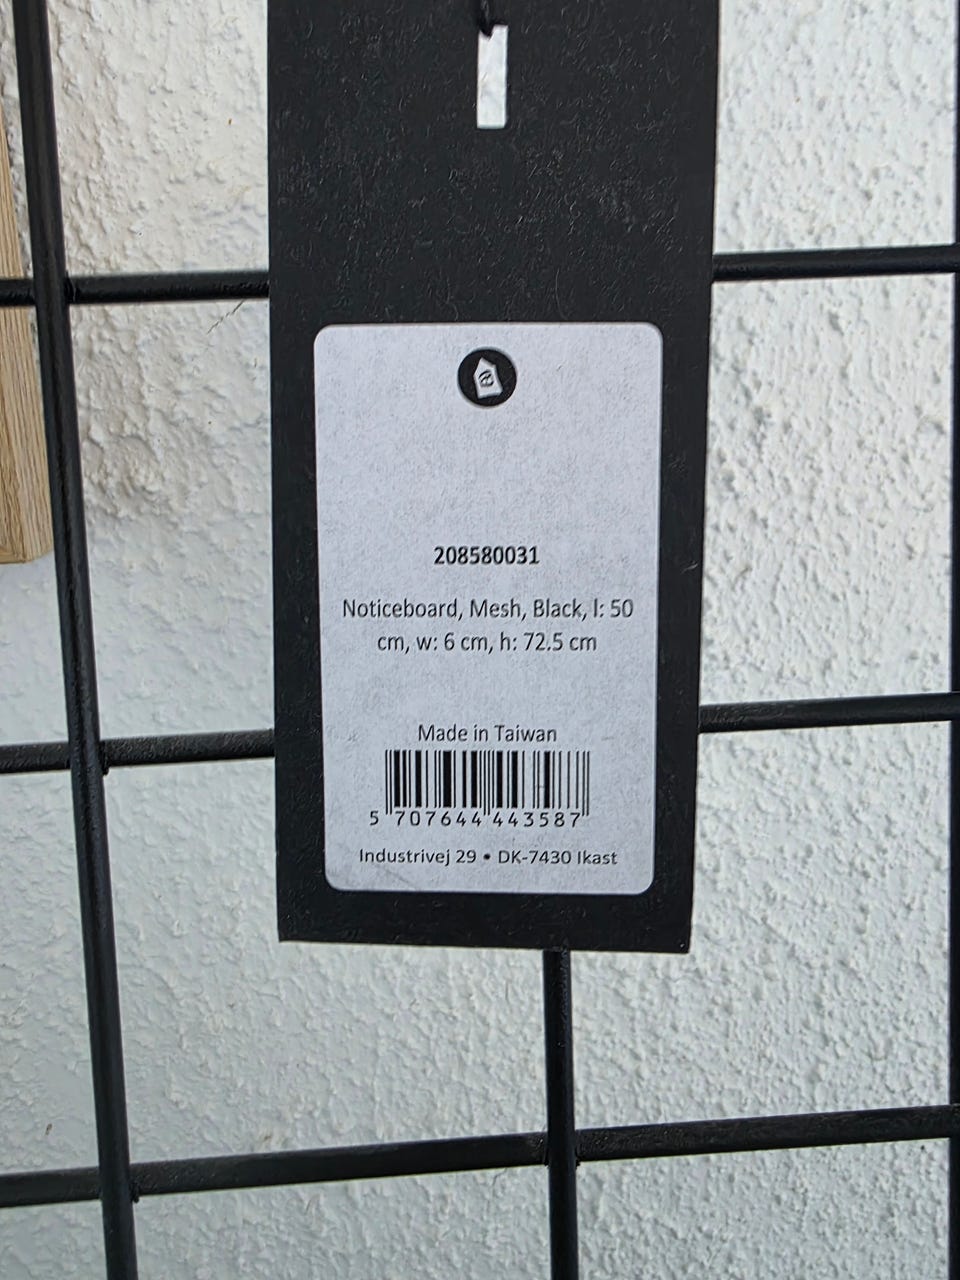 208580031
Noticeboard, Mesh, Black, l: 50
cm, w: 6 cm, h: 72.5 cm
Made in Taiwan
5 707644 443587
Industrivej 29 • DK-7430 Ikast